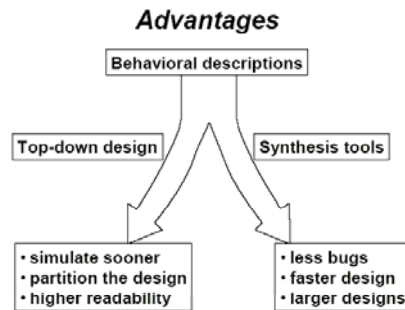 Advantages
Behavioral descriptions
Top-down design
Synthesis tools
• simulate sooner
• partition the design
• higher readability
• less bugs
• faster design
• larger designs